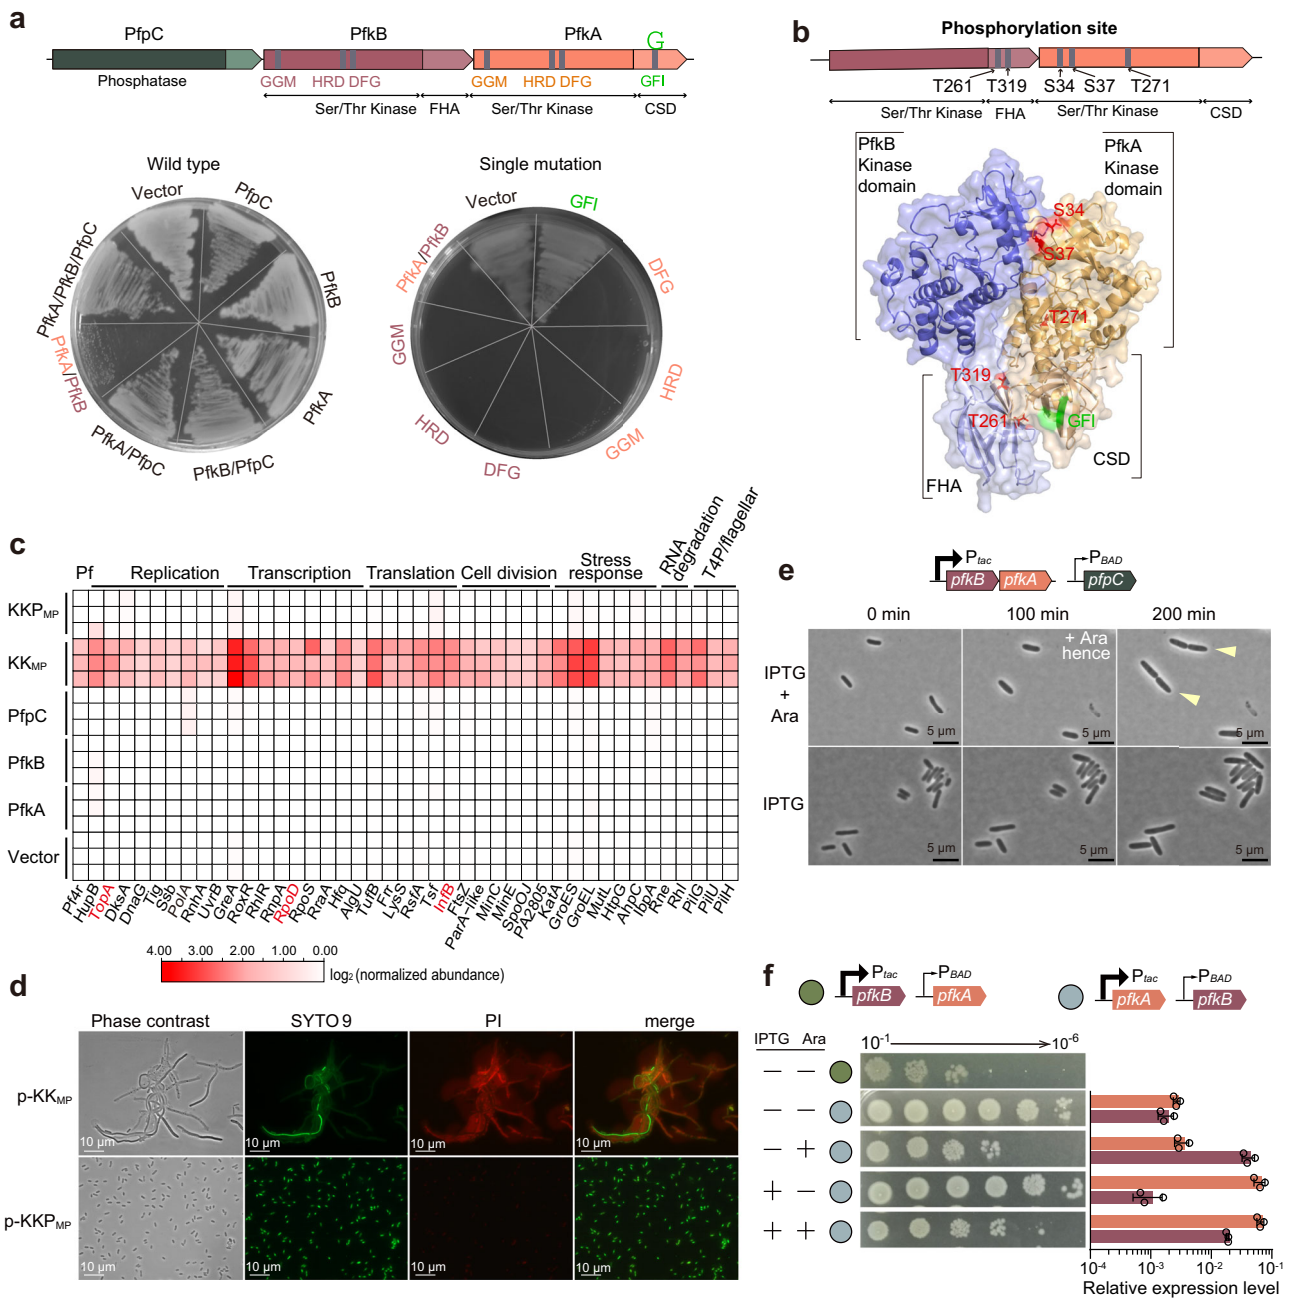 a
PfpC PfkB PfkA
G
GGM HRD DFG GGM HRD DFG GFI
Phosphatase
Ser/Thr Kinase FHA Ser/Thr Kinase CSD
Wild type
Vector
PfpC
PfkB
PfkA
PfkB/PfpC
PfkA/PfpC
PfkA/PfkB
PfkA/PfkB/PfpC
Single mutation
Vector
GFI
DFG
HRD
GGM
DFG
HRD
GGM
PfkA/PfkB
b
Phosphorylation site
T261 T319 S34 S37 T271
Ser/Thr Kinase FHA Ser/Thr Kinase CSD
PfkB
Kinase
domain
PfkA
Kinase
domain
S34
S37
T271
T319
T261
GFI
CSD
FHA
c
Pf Replication Transcription Translation Cell division Stress response RNA degradation T4P/flagellar
KKP MP
KK MP
PfpC
PfkB
PfkA
Vector
Pf4r HupB TopA DksA DnaG Tig Ssb PolA RnhA UvrB GreA RoxR RhlR RnpA RpoD RpoS RraA Hfq AlgU TufB Frr LysS RsfA Tsf InfB FtsZ ParA-like MinC MinE SpoOJ PA2805 KatA GroES GroEL MutL HtpG AhpC IbpA Rne Rhl PilG PilU PilH
4.00 3.00 2.00 1.00 0.00
log2 (normalized abundance)
d
Phase contrast SYTO 9 PI merge
p-KK MP
10 µm 10 µm 10 µm 10 µm
p-KKP MP
10 µm 10 µm 10 µm 10 µm
e
Ptac PBAD
pfkB pfkA pfpC
0 min 100 min 200 min
+ Ara
hence
IPTG
+
Ara
5 µm 5 µm 5 µm
IPTG
5 µm 5 µm 5 µm
f
Ptac PBAD Ptac PBAD
pfkB pfkA pfkA pfkB
IPTG Ara 10-1 10-6
— —
— —
— +
+ —
+ +
10-4 10-3 10-2 10-1
Relative expression level